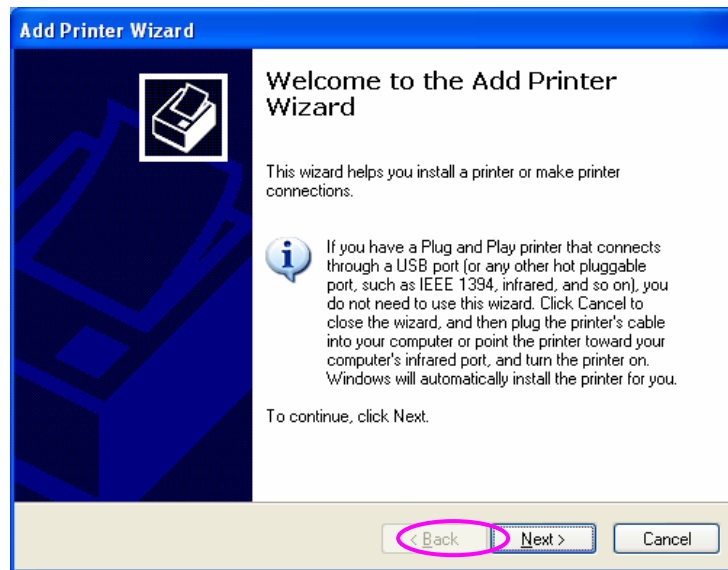 Add Printer Wizard
Welcome to the Add Printer
Wizard
This wizard helps you install a printer or make printer
connections.
If you have a Plug and Play printer that connects
through a USB port (or any other hot pluggable
port, such as IEEE 1394, infrared, and so on), you
do not need to use this wizard. Click Cancel to
close the wizard, and then plug the printer's cable
into your computer or point the printer toward your
computer's infrared port, and turn the printer on.
Windows will automatically install the printer for you.
To continue, click Next.
< Back Next > Cancel